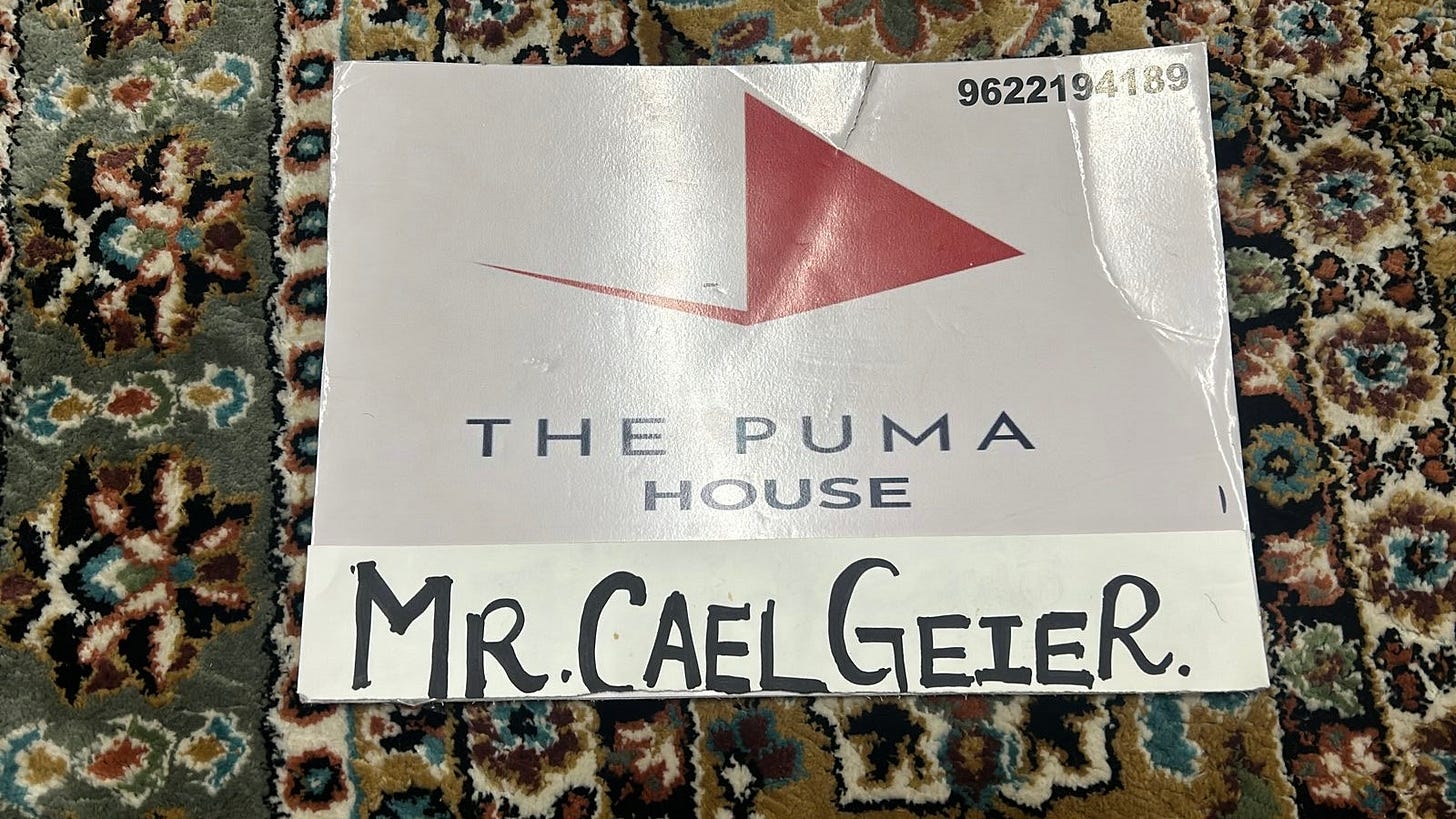 9622194189
THE PUMA
HOUSE
MR. CAEL GEIER.